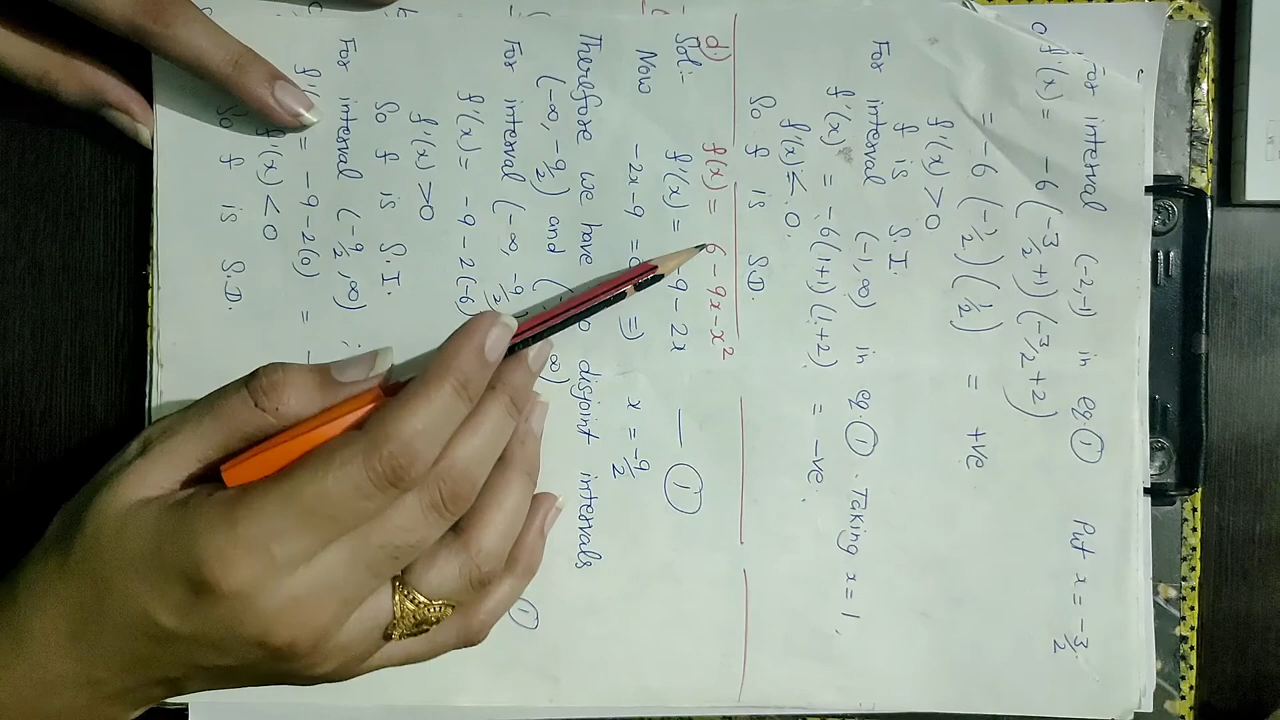 For interval (-2,-1) in eq. ① Put x = -3/2.
f'(x) = -6 (-3/2 +1) (-3/2 +2)
= -6 (-1/2) (1/2) = +ve
f'(x) > 0
f is S.I.
For interval (-1, ∞) in eq. ①. Taking x = 1,
f'(x) = -6 (1+1) (1+2) = -ve.
f'(x) ≤ 0.
So f is S.D.
d) f(x) = 6 - 9x - x²
Sol:- f'(x) = -9 - 2x — ①
Now -2x-9 = ⇒ x = -9/2
Therefore we have disjoint intervals
(-∞, -9/2) and ∞)
For interval (-∞, -9/2) ①
f'(x) = -9 - 2(-6)
f'(x) > 0
So f is S.I.
For interval (-9/2, ∞)
= -9 - 2(0) = -
f'(x) < 0
So f is S.D.